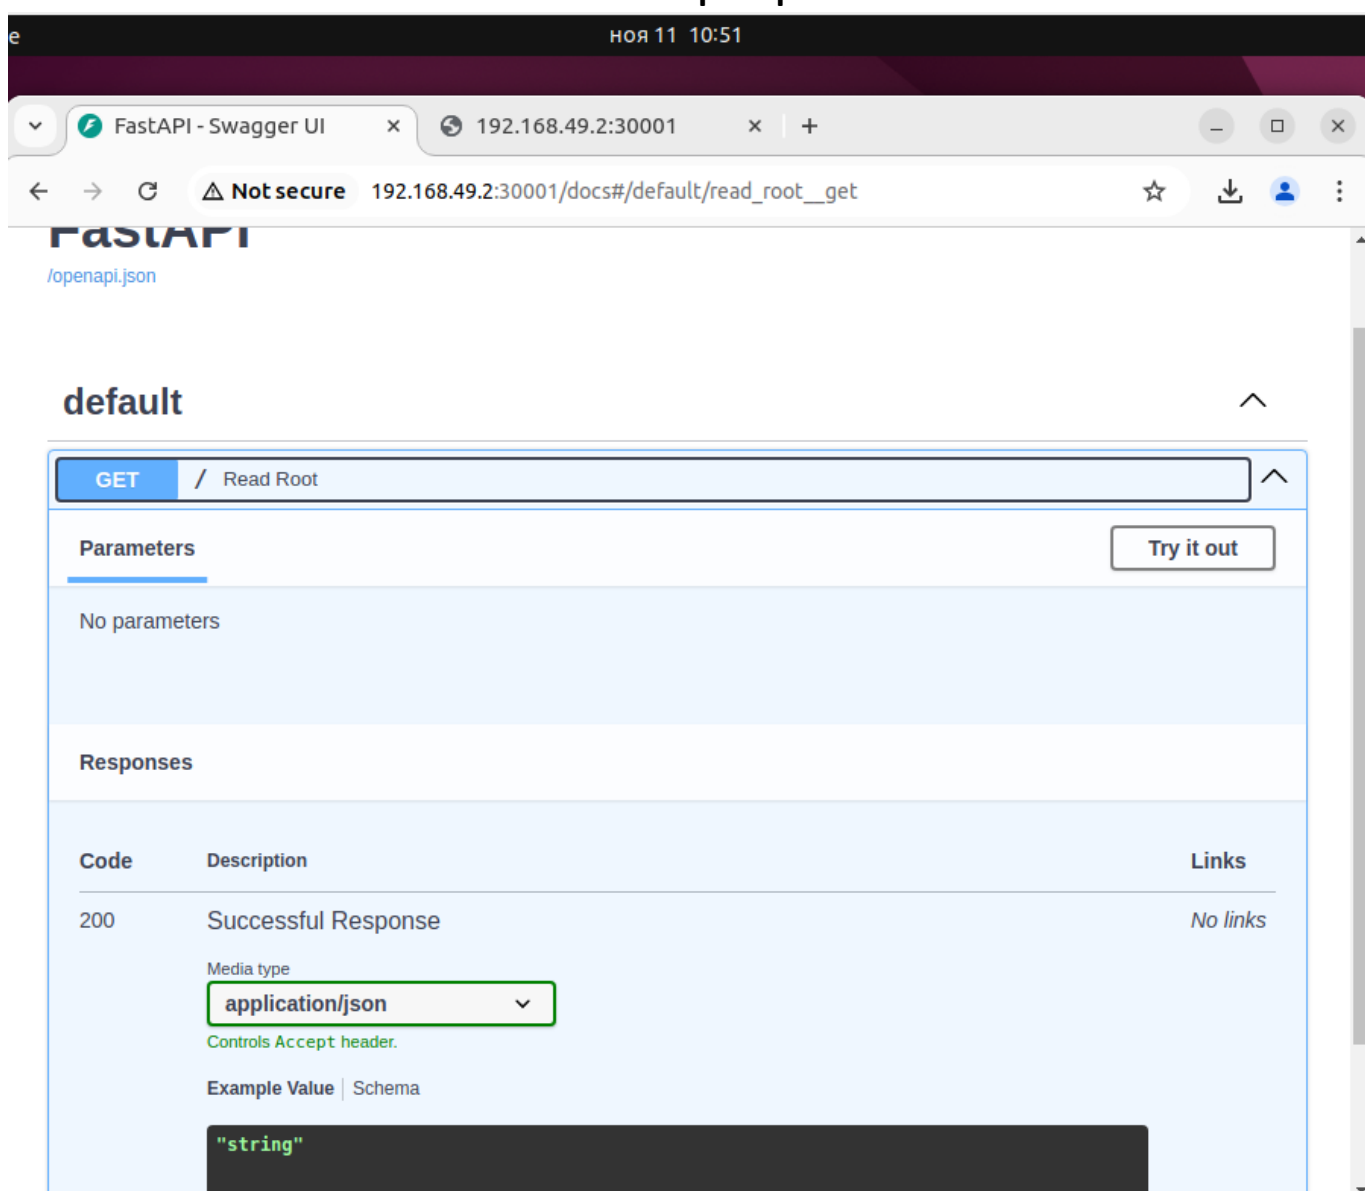 e ноя 11 10:51
FastAPI - Swagger UI 192.168.49.2:30001
Not secure 192.168.49.2:30001/docs#/default/read_root__get
FastAPI
/openapi.json
default
GET / Read Root
Parameters Try it out
No parameters
Responses
Code Description Links
200 Successful Response No links
Media type
application/json
Controls Accept header.
Example Value Schema
"string"